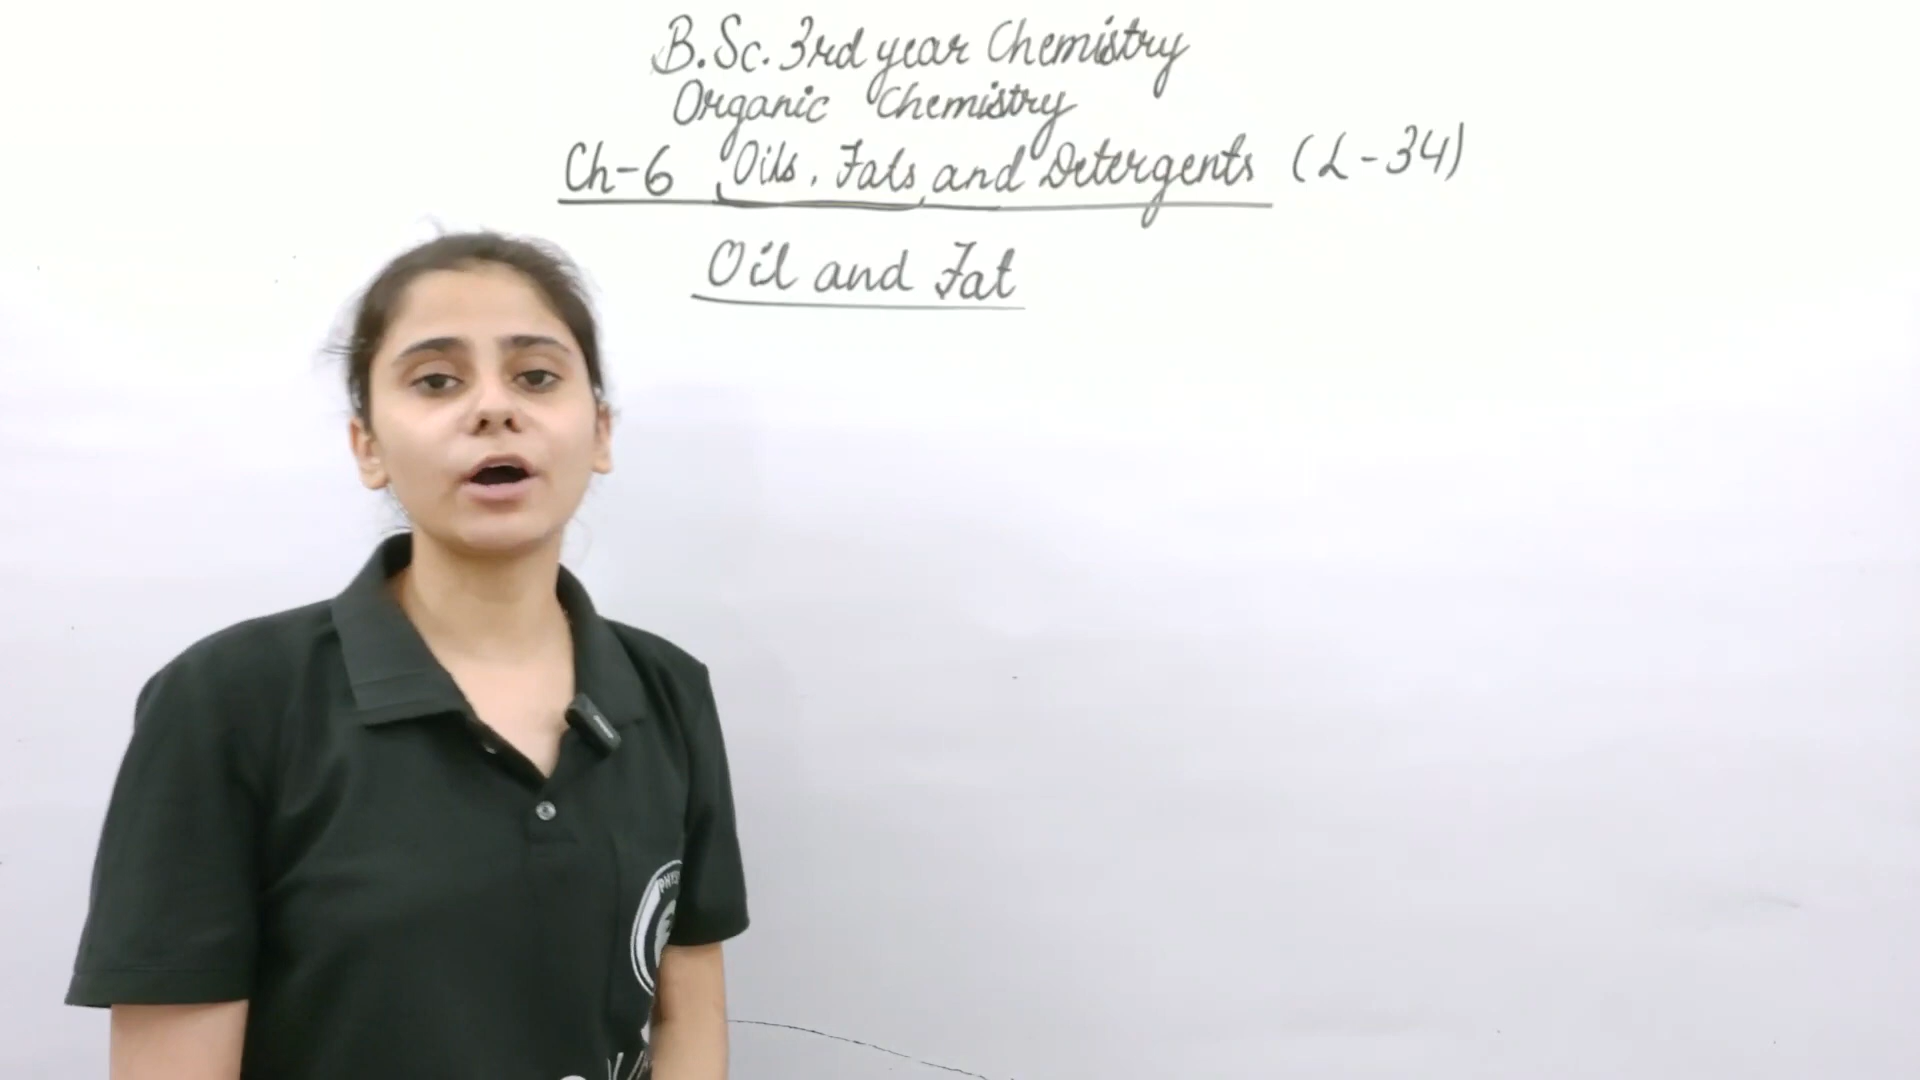 B.Sc. 3rd year Chemistry
Organic Chemistry
Ch-6 Oils, Fats and Detergents (L-34)
Oil and Fat